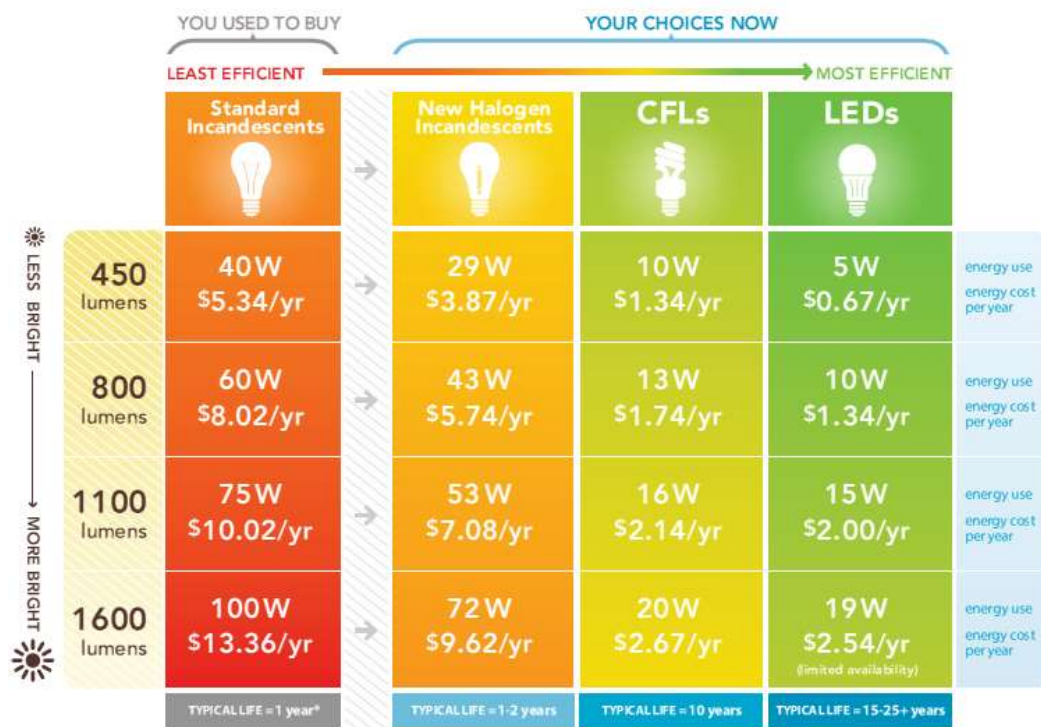 YOU USED TO BUY
YOUR CHOICES NOW
LEAST EFFICIENT
MOST EFFICIENT
Standard
Incandescents
New Halogen
Incandescents
CFLs
LEDs
LESS BRIGHT
MORE BRIGHT
450
lumens
40W
$5.34/yr
29W
$3.87/yr
10W
$1.34/yr
5W
$0.67/yr
energy use
energy cost
per year
800
lumens
60W
$8.02/yr
43W
$5.74/yr
13W
$1.74/yr
10W
$1.34/yr
energy use
energy cost
per year
1100
lumens
75W
$10.02/yr
53W
$7.08/yr
16W
$2.14/yr
15W
$2.00/yr
energy use
energy cost
per year
1600
lumens
100W
$13.36/yr
72W
$9.62/yr
20W
$2.67/yr
19W
$2.54/yr
(limited availability)
energy use
energy cost
per year
TYPICAL LIFE = 1 year*
TYPICAL LIFE = 1-2 years
TYPICAL LIFE = 10 years
TYPICAL LIFE = 15-25+ years